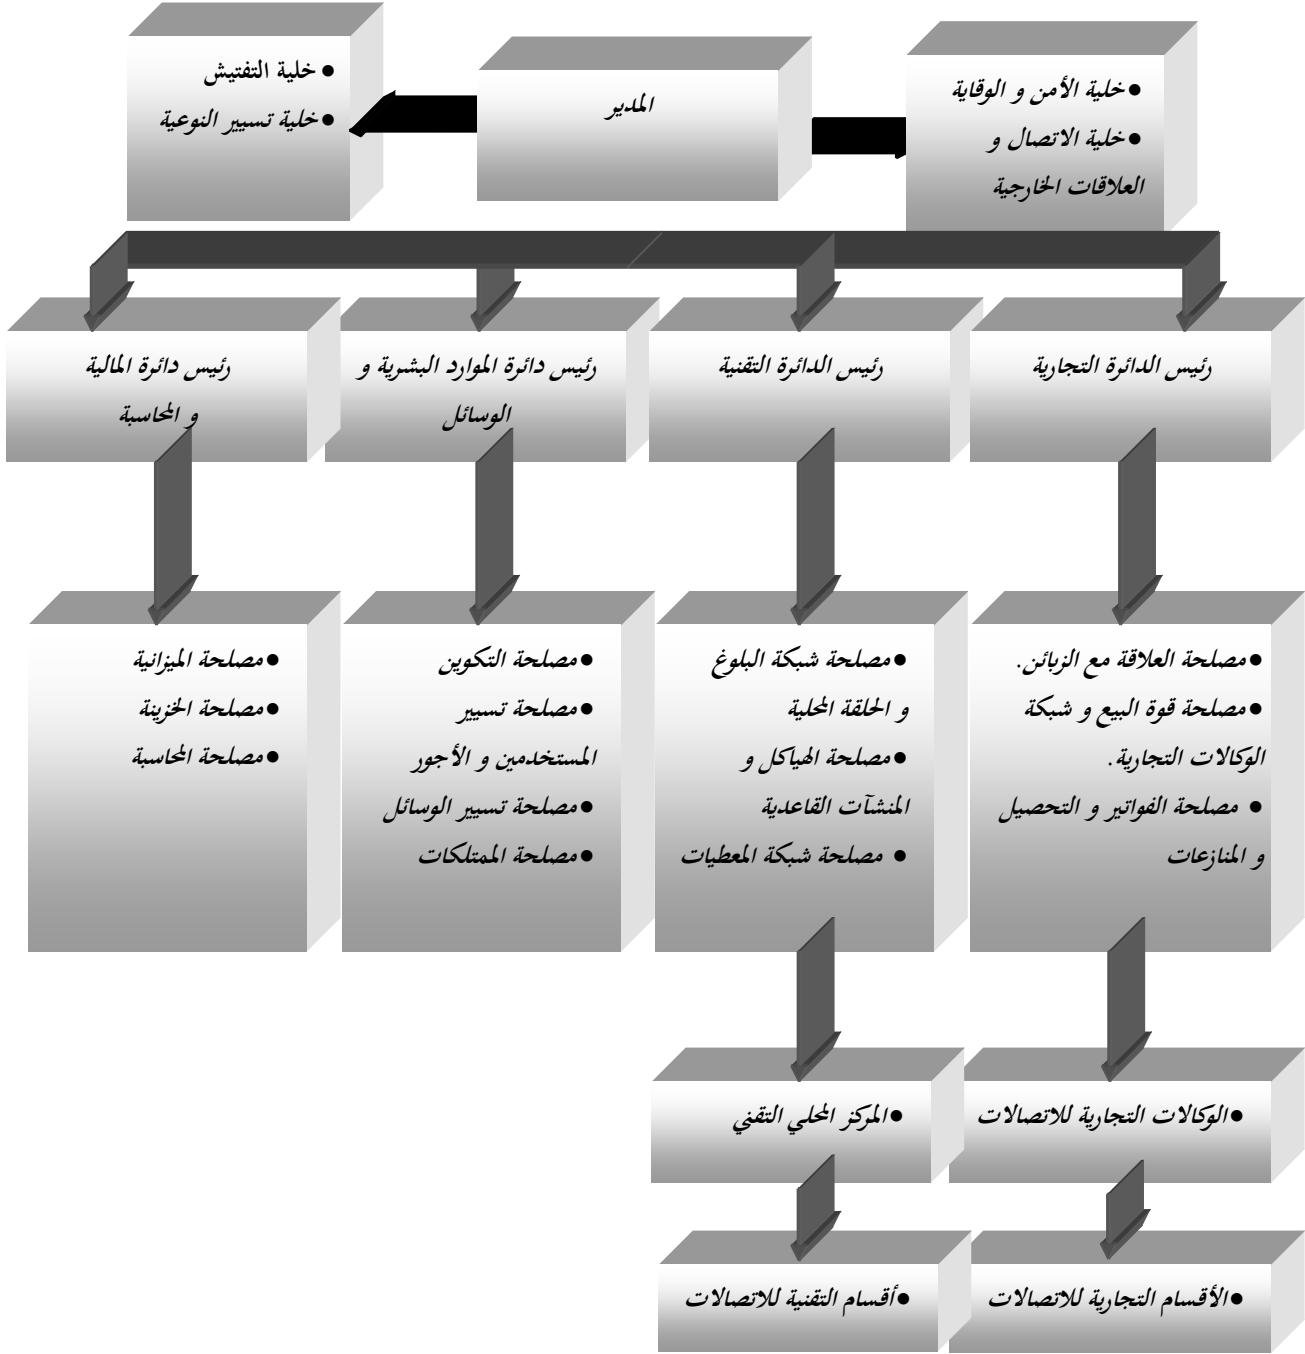 ● خلية الأمن و الوقاية
● خلية الاتصال و
العلاقات الخارجية
المدير
● خلية التفتيش
● خلية تسيير النوعية
رئيس الدائرة التجارية
رئيس الدائرة التقنية
رئيس دائرة الموارد البشرية و
الوسائل
رئيس دائرة المالية
و المحاسبة
● مصلحة العلاقة مع الزبائن.
● مصلحة قوة البيع و شبكة
الوكالات التجارية.
● مصلحة الفواتير و التحصيل
و المنازعات
● مصلحة شبكة البلوغ
و الحلقة المحلية
● مصلحة الهياكل و
المنشآت القاعدية
● مصلحة شبكة المعطيات
● مصلحة التكوين
● مصلحة تسيير
المستخدمين و الأجور
● مصلحة تسيير الوسائل
● مصلحة الممتلكات
● مصلحة الميزانية
● مصلحة الخزينة
● مصلحة المحاسبة
● الوكالات التجارية للاتصالات
● المركز المحلي التقني
● الأقسام التجارية للاتصالات
● أقسام التقنية للاتصالات